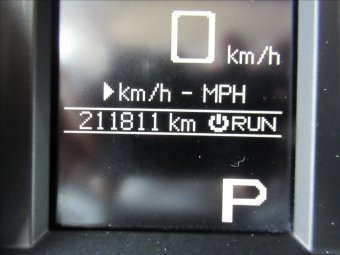 0 km/h
▶km/h - MPH
211811 km ⏻RUN
P